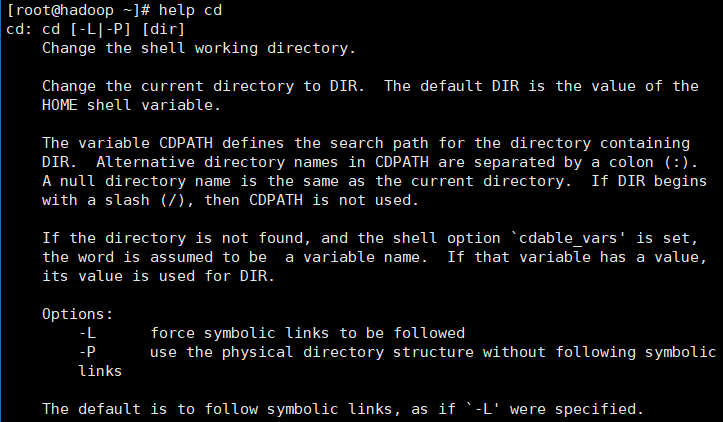 [root@hadoop ~]# help cd
cd: cd [-L|-P] [dir]
    Change the shell working directory.

    Change the current directory to DIR.  The default DIR is the value of the
    HOME shell variable.

    The variable CDPATH defines the search path for the directory containing
    DIR.  Alternative directory names in CDPATH are separated by a colon (:).
    A null directory name is the same as the current directory.  If DIR begins
    with a slash (/), then CDPATH is not used.

    If the directory is not found, and the shell option `cdable_vars' is set,
    the word is assumed to be  a variable name.  If that variable has a value,
    its value is used for DIR.

    Options:
        -L      force symbolic links to be followed
        -P      use the physical directory structure without following symbolic
        links

    The default is to follow symbolic links, as if `-L' were specified.